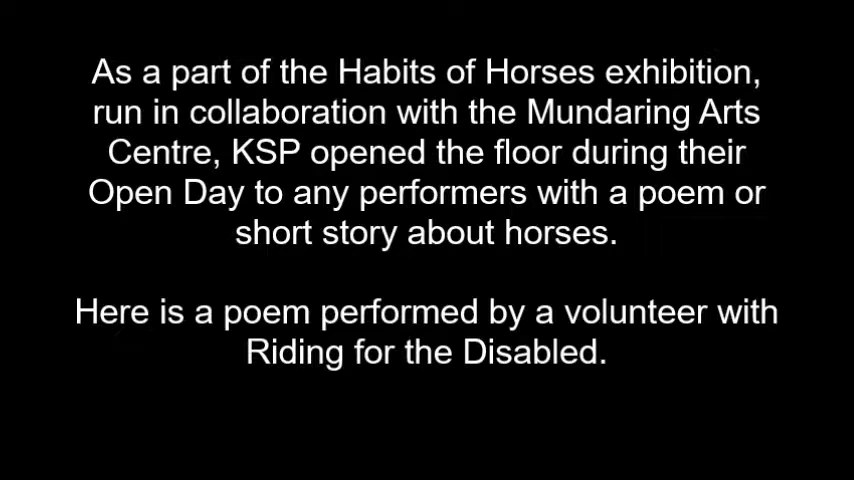 As a part of the Habits of Horses exhibition,
run in collaboration with the Mundaring Arts
Centre, KSP opened the floor during their
Open Day to any performers with a poem or
short story about horses.
Here is a poem performed by a volunteer with
Riding for the Disabled.